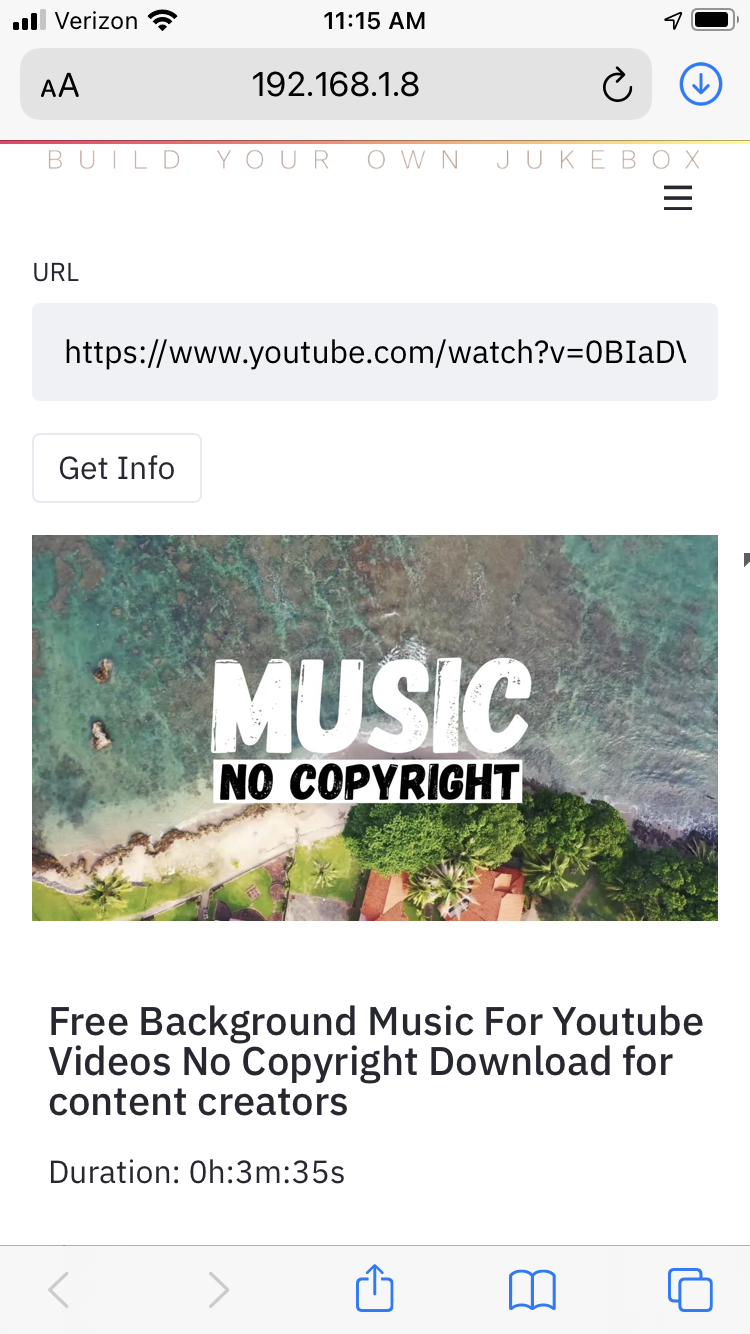 Verizon 11:15 AM
AA 192.168.1.8
BUILD YOUR OWN JUKEBOX
URL
https://www.youtube.com/watch?v=0BIaD
Get Info
MUSIC
NO COPYRIGHT
Free Background Music For Youtube
Videos No Copyright Download for
content creators
Duration: 0h:3m:35s